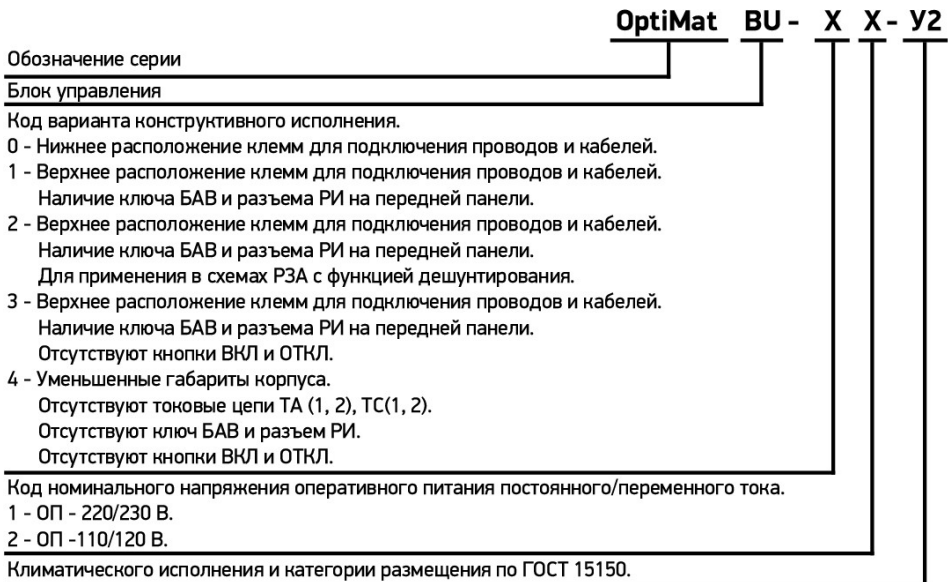 OptiMat BU - X X - У2
Обозначение серии
Блок управления
Код варианта конструктивного исполнения.
0 - Нижнее расположение клемм для подключения проводов и кабелей.
1 - Верхнее расположение клемм для подключения проводов и кабелей.
Наличие ключа БАВ и разъема РИ на передней панели.
2 - Верхнее расположение клемм для подключения проводов и кабелей.
Наличие ключа БАВ и разъема РИ на передней панели.
Для применения в схемах РЗА с функцией дешунтирования.
3 - Верхнее расположение клемм для подключения проводов и кабелей.
Наличие ключа БАВ и разъема РИ на передней панели.
Отсутствуют кнопки ВКЛ и ОТКЛ.
4 - Уменьшенные габариты корпуса.
Отсутствуют токовые цепи ТА (1, 2), ТС(1, 2).
Отсутствуют ключ БАВ и разъем РИ.
Отсутствуют кнопки ВКЛ и ОТКЛ.
Код номинального напряжения оперативного питания постоянного/переменного тока.
1 - ОП - 220/230 В.
2 - ОП -110/120 В.
Климатического исполнения и категории размещения по ГОСТ 15150.